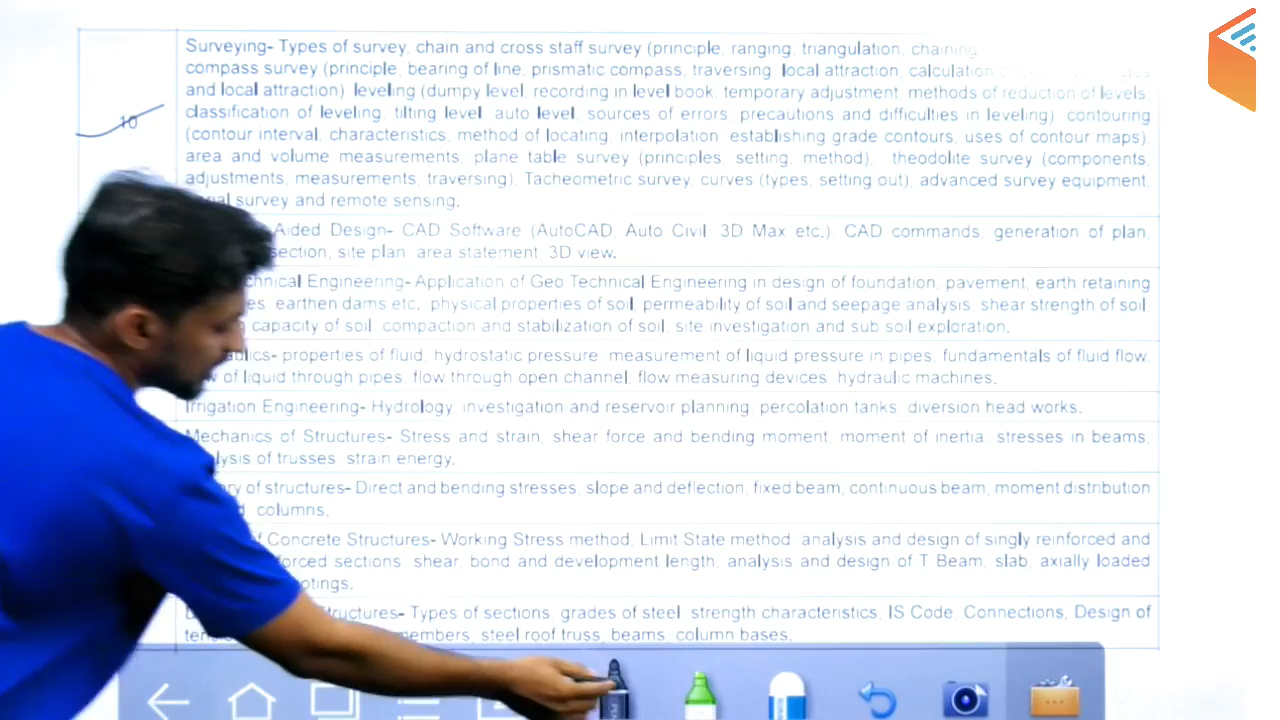 10
Surveying- Types of survey, chain and cross staff survey (principle, ranging, triangulation, chaining
compass survey (principle, bearing of line, prismatic compass, traversing, local attraction, calculation
and local attraction) leveling (dumpy level, recording in level book, temporary adjustment, methods of reduction of levels,
classification of leveling, tilting level, auto level, sources of errors, precautions and difficulties in leveling) contouring
(contour interval, characteristics, method of locating, interpolation, establishing grade contours, uses of contour maps),
area and volume measurements, plane table survey (principles, setting, method), theodolite survey (components,
adjustments, measurements, traversing), Tacheometric survey, curves (types, setting out), advanced survey equipment,
survey and remote sensing.
Aided Design- CAD Software (AutoCAD, Auto Civil, 3D Max etc.) CAD commands, generation of plan,
section, site plan, area statement, 3D view.
Engineering- Application of Geo Technical Engineering in design of foundation, pavement, earth retaining
earthen dams etc., physical properties of soil, permeability of soil and seepage analysis, shear strength of soil,
capacity of soil, compaction and stabilization of soil, site investigation and sub soil exploration.
properties of fluid, hydrostatic pressure, measurement of liquid pressure in pipes, fundamentals of fluid flow,
of liquid through pipes, flow through open channel, flow measuring devices, hydraulic machines.
Irrigation Engineering- Hydrology, investigation and reservoir planning, percolation tanks, diversion head works.
Mechanics of Structures- Stress and strain, shear force and bending moment, moment of inertia, stresses in beams,
of trusses, strain energy.
of structures- Direct and bending stresses, slope and deflection, fixed beam, continuous beam, moment distribution
columns.
of Concrete Structures- Working Stress method, Limit State method, analysis and design of singly reinforced and
sections, shear, bond and development length, analysis and design of T Beam, slab, axially loaded
Structures- Types of sections, grades of steel, strength characteristics, IS Code, Connections, Design of
members, steel roof truss, beams, column bases.